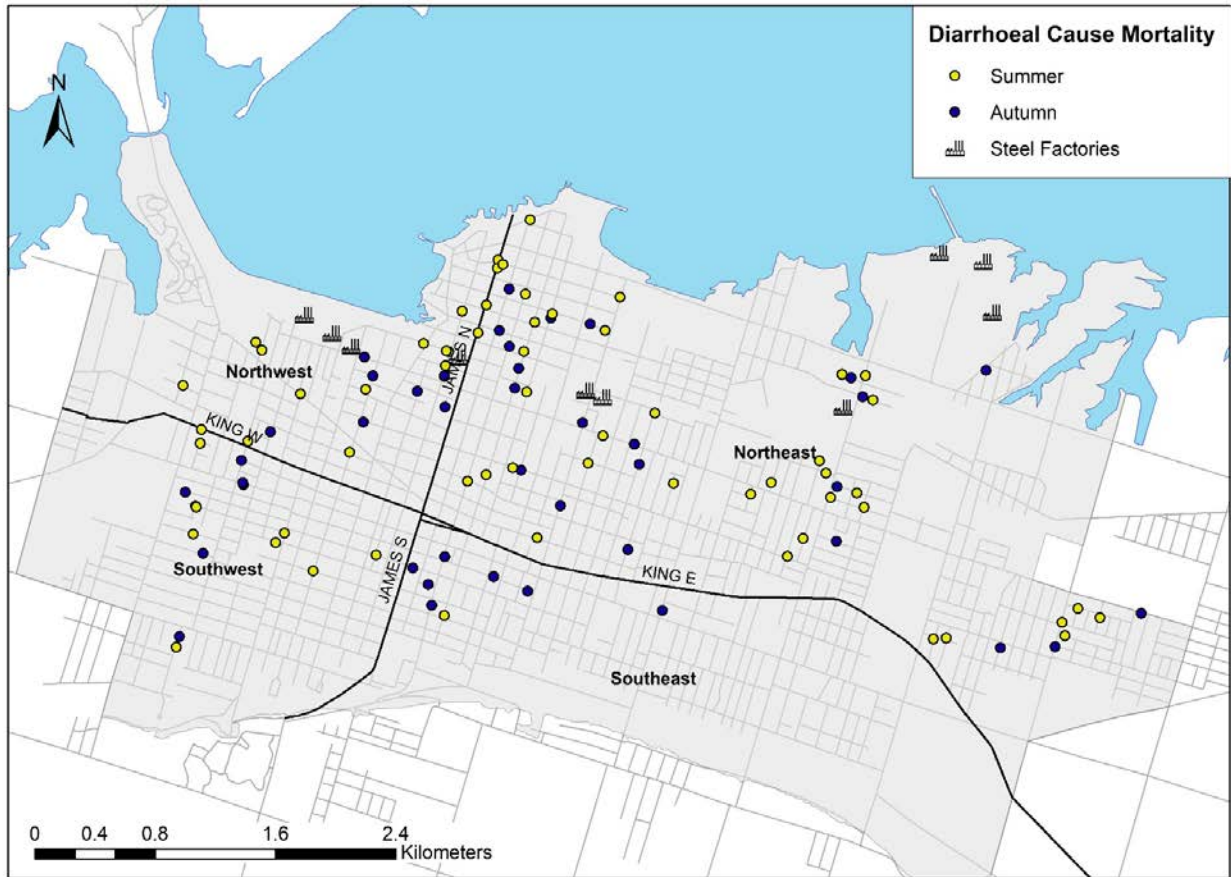 Diarrhoeal Cause Mortality
Summer
Autumn
Steel Factories
N
JAMES N
Northwest
KING W
Northeast
JAMES S
Southwest
KING E
Southeast
0 0.4 0.8 1.6 2.4
Kilometers